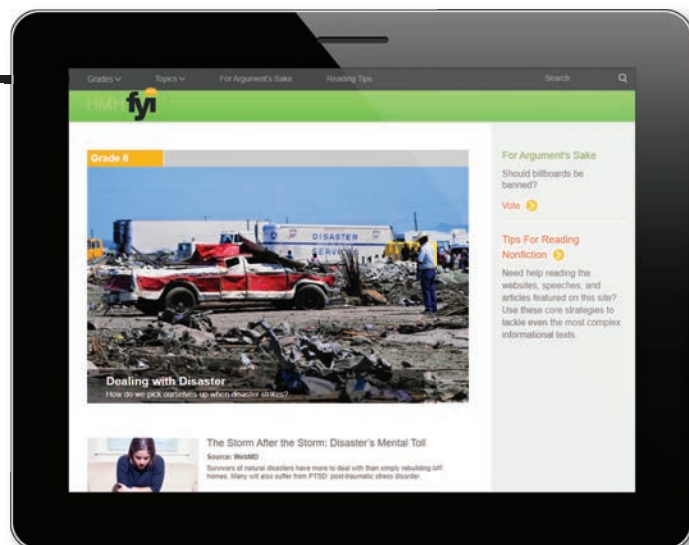 Grades Topics For Argument's Sake Reading Tips Search
HMH fyi
Grade 6
DISASTER
Dealing with Disaster
How do we pick ourselves up when disaster strikes?
The Storm After the Storm: Disaster's Mental Toll
Source: WebMD
Survivors of natural disasters have more to deal with than simply rebuilding
homes. Many will also suffer from PTSD: post-traumatic stress disorder.
For Argument's Sake
Should billboards be
banned?
Vote
Tips For Reading
Nonfiction
Need help reading the
websites, speeches, and
articles featured on this site?
Use these core strategies to
tackle even the most complex
informational texts.